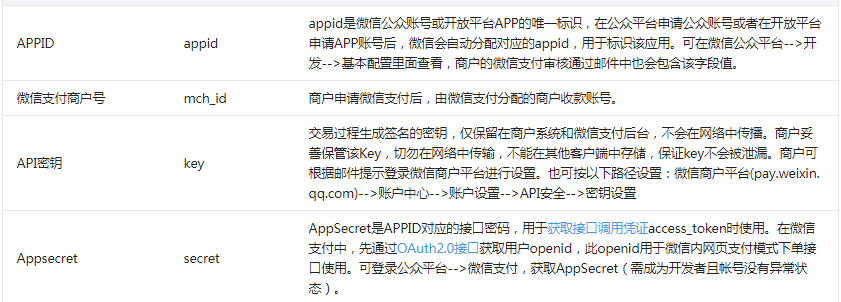 appid是微信公众账号或开放平台APP的唯一标识，在公众平台申请公众账号或者在开放平台
APPID appid 申请APP账号后，微信会自动分配对应的appid，用于标识该应用。可在微信公众平台-->开
发-->基本配置里面查看，商户的微信支付审核通过邮件中也会包含该字段值。
微信支付商户号 mch_id 商户申请微信支付后，由微信支付分配的商户收款账号。
交易过程生成签名的密钥，仅保留在商户系统和微信支付后台，不会在网络中传播。商户妥
API密钥 key 善保管该Key，切勿在网络中传输，不能在其他客户端中存储，保证key不会被泄漏。商户可
根据邮件提示登录微信商户平台进行设置。也可按以下路径设置：微信商户平台(pay.weixin.
qq.com)-->账户中心-->账户设置-->API安全-->密钥设置
AppSecret是APPID对应的接口密码，用于获取接口调用凭证access_token时使用。在微信
支付中，先通过OAuth2.0接口获取用户openid，此openid用于微信内网页支付模式下单接
Appsecret secret 口使用。可登录公众平台-->微信支付，获取AppSecret（需成为开发者且帐号没有异常状
态）。